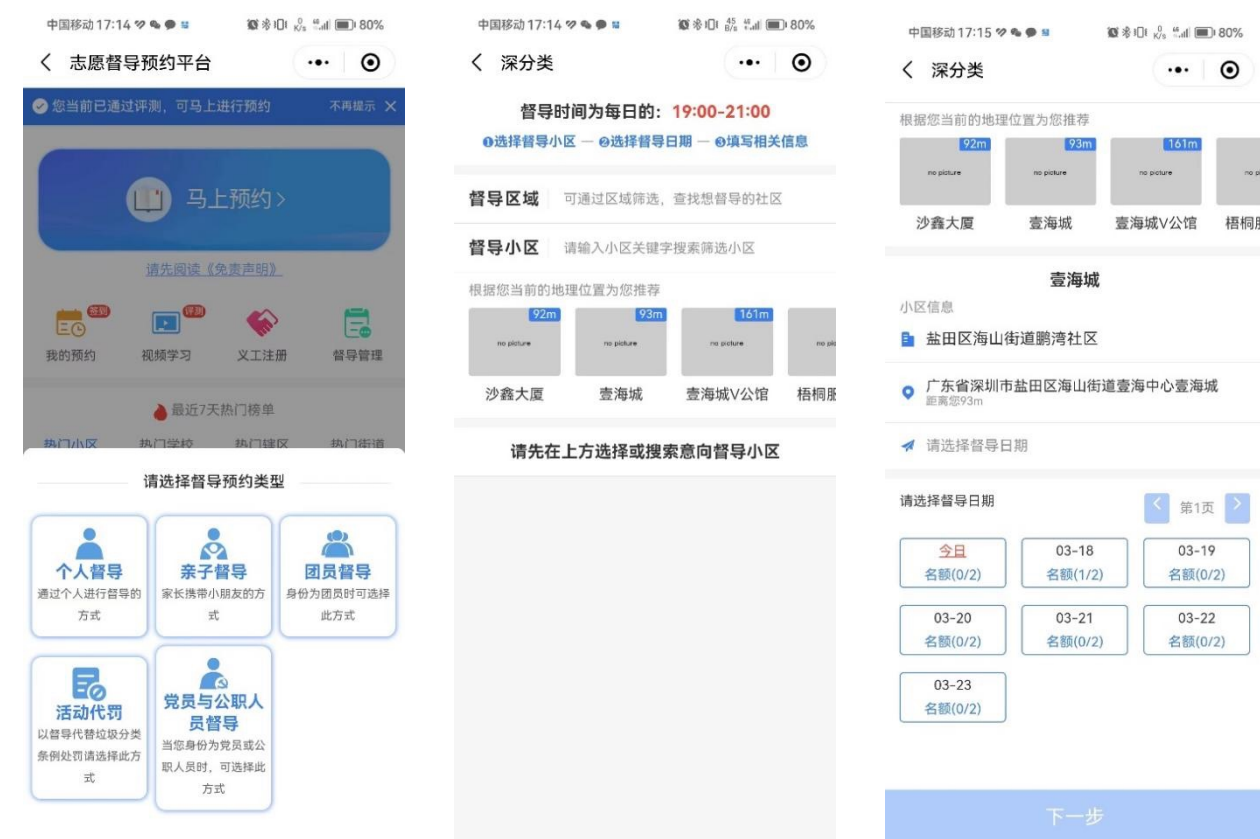 中国移动 17:14
0 K/s
46
80%
志愿督导预约平台
您当前已通过评测，可马上进行预约 不再提示
马上预约
请先阅读《免责声明》
签到
评测
我的预约 视频学习 义工注册 督导管理
最近7天热门榜单
热门小区 热门学校 热门辖区 热门街道
请选择督导预约类型
个人督导
通过个人进行督导的
方式
亲子督导
家长携带小朋友的方
式
团员督导
身份为团员时可选择
此方式
活动代罚
以督导代替垃圾分类
条例处罚请选择此方
式
党员与公职人
员督导
当您身份为党员或公
职人员时，可选择此
方式
中国移动 17:14
45 B/s
80%
深分类
督导时间为每日的：19:00-21:00
❶选择督导小区 — ❷选择督导日期 — ❸填写相关信息
督导区域 可通过区域筛选，查找想督导的社区
督导小区 请输入小区关键字搜索筛选小区
根据您当前的地理位置为您推荐
92m 93m 161m
no picture no picture no picture no pic
沙鑫大厦 壹海城 壹海城V公馆 梧桐
请先在上方选择或搜索意向督导小区
中国移动 17:15
0 K/s
80%
深分类
根据您当前的地理位置为您推荐
92m 93m 161m
no picture no picture no picture no p
沙鑫大厦 壹海城 壹海城V公馆 梧桐
壹海城
小区信息
盐田区海山街道鹏湾社区
广东省深圳市盐田区海山街道壹海中心壹海城
距离您93m
请选择督导日期
请选择督导日期 第1页
今日
名额(0/2)
03-18
名额(1/2)
03-19
名额(0/2)
03-20
名额(0/2)
03-21
名额(0/2)
03-22
名额(0/2)
03-23
名额(0/2)
下一步